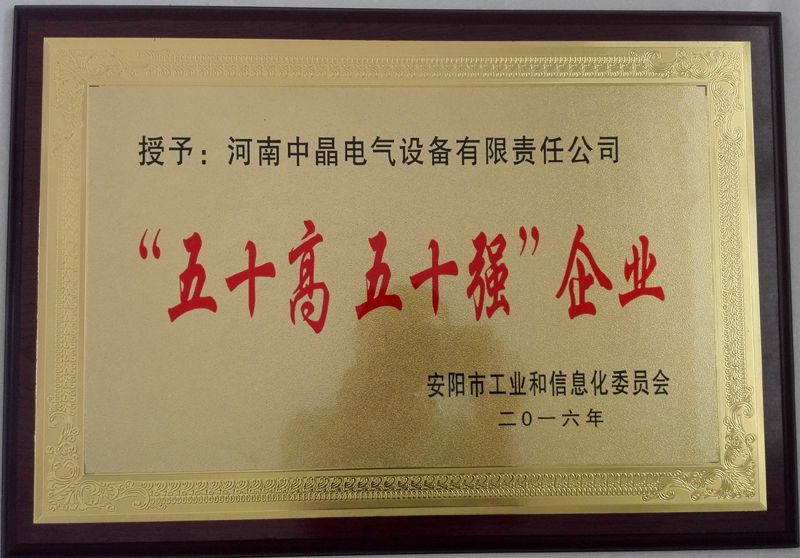 授予：河南中晶电气设备有限责任公司
“五十高 五十强”企业
安阳市工业和信息化委员会
二O一六年